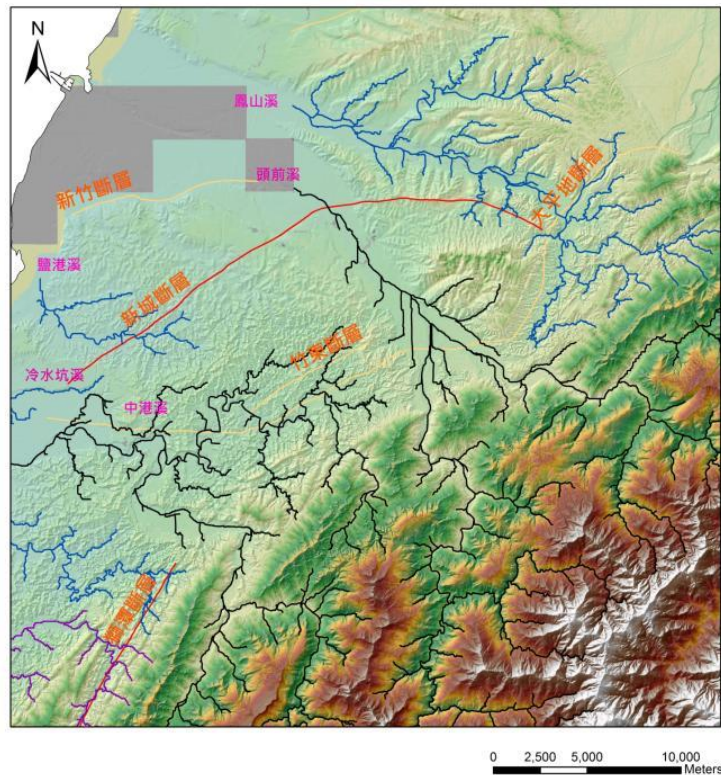 N
鳳山溪
頭前溪
大平地斷層
新竹斷層
鹽港溪
新城斷層
竹東斷層
冷水坑溪
中港溪
0 2,500 5,000 10,000
Meters